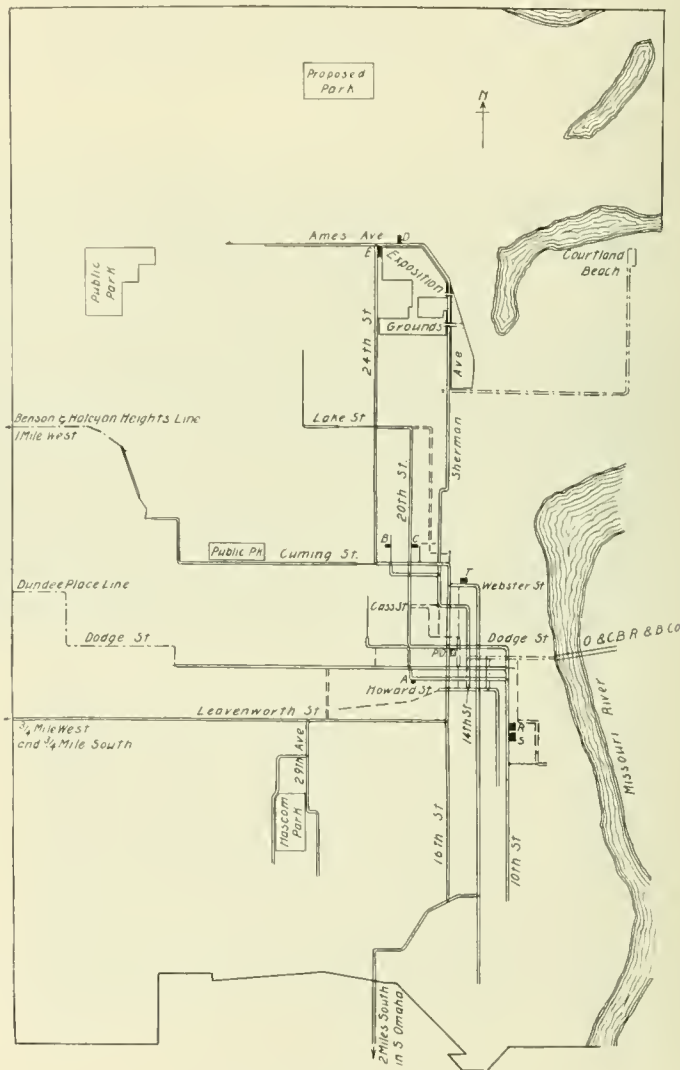 Proposed
Park
N
Ames Ave
D
E
Exposition
Grounds
Public
Park
Courtland
Beach
24th St
Ave
Sherman
Lake St
20th St.
Benson & Halcyon Heights Line
1 Mile West
B
C
Public Pk.
Cuming St.
T
Webster St
Dundee Place Line
Cass St
Dodge St
Dodge St
O & C B R & B Co
PO
A
Howard St.
Leavenworth St
14th St
R
S
3/4 Mile West
and 3/4 Mile South
29th Ave
Hascom
Park
16th St
10th St
Missouri River
2 Miles South
in S Omaha